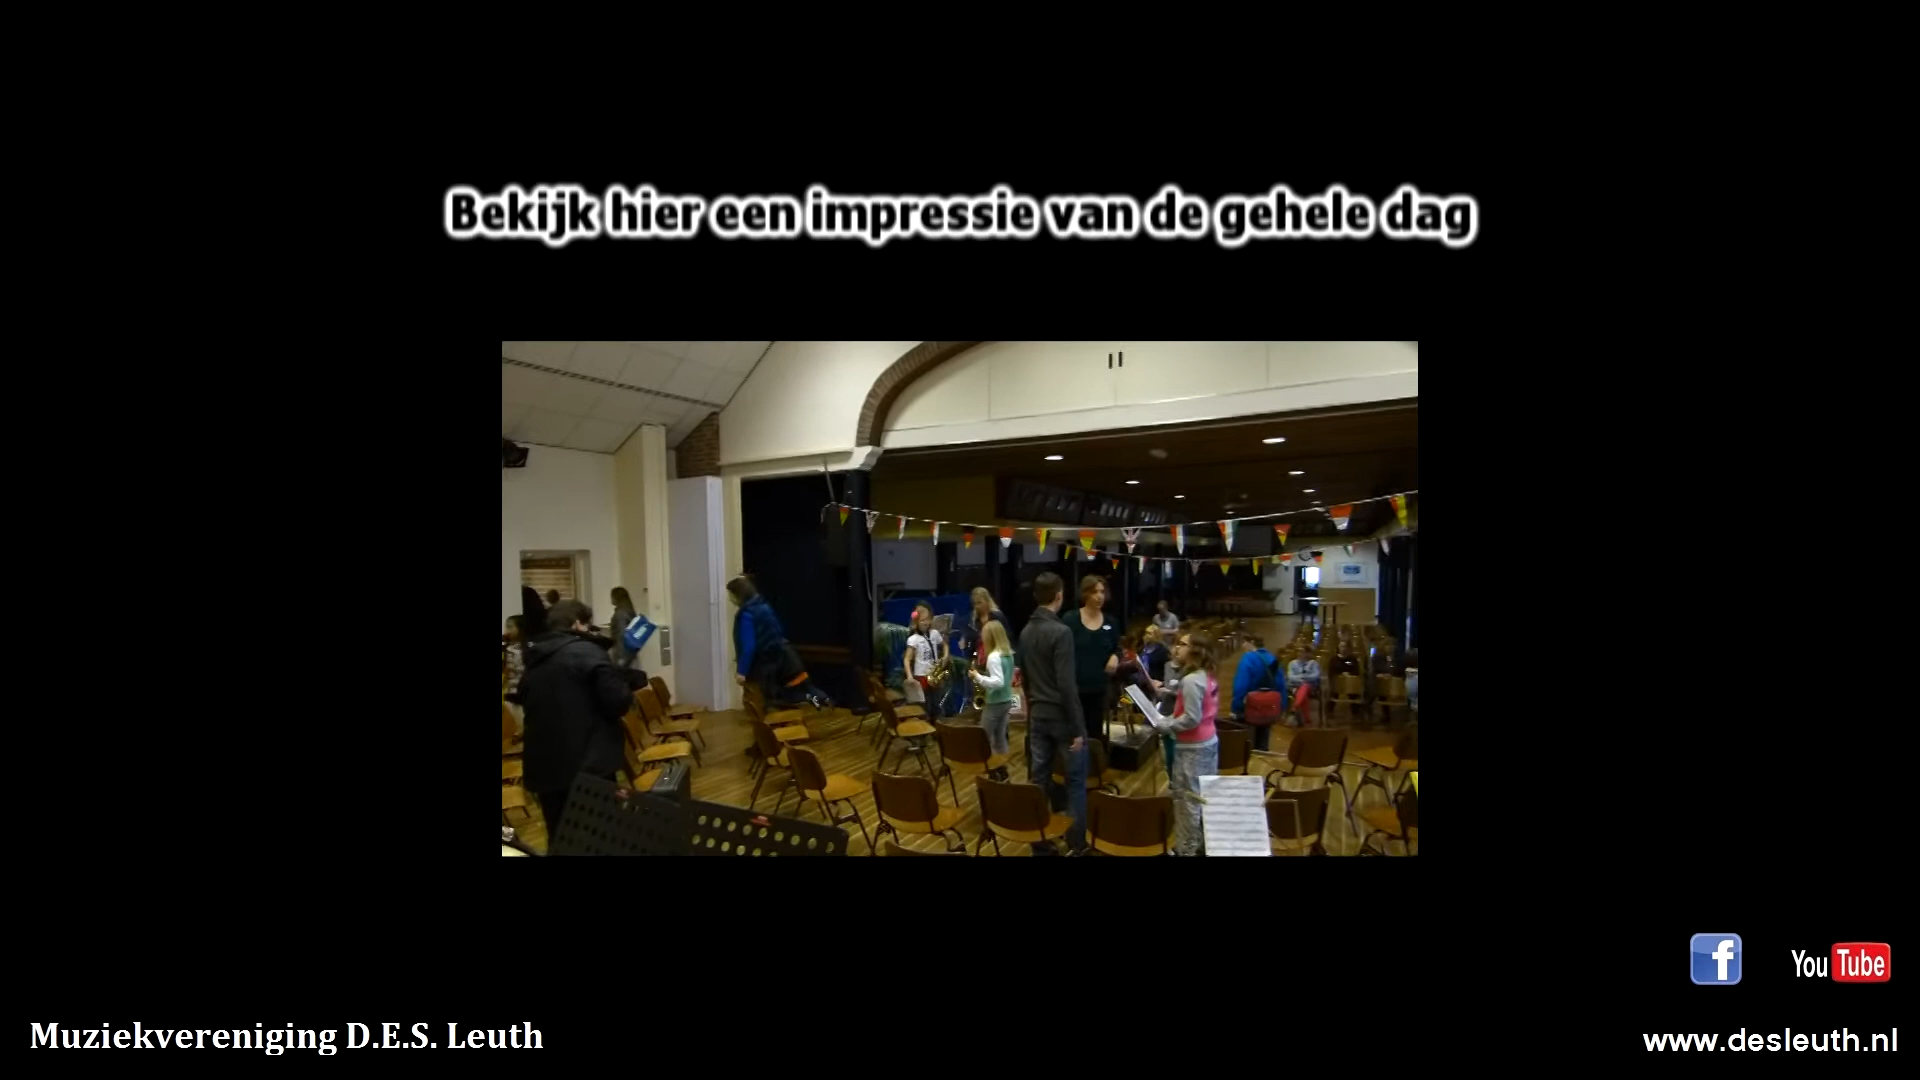 Bekijk hier een impressie van de gehele dag
f
You Tube
Muziekvereniging D.E.S. Leuth
www.desleuth.nl